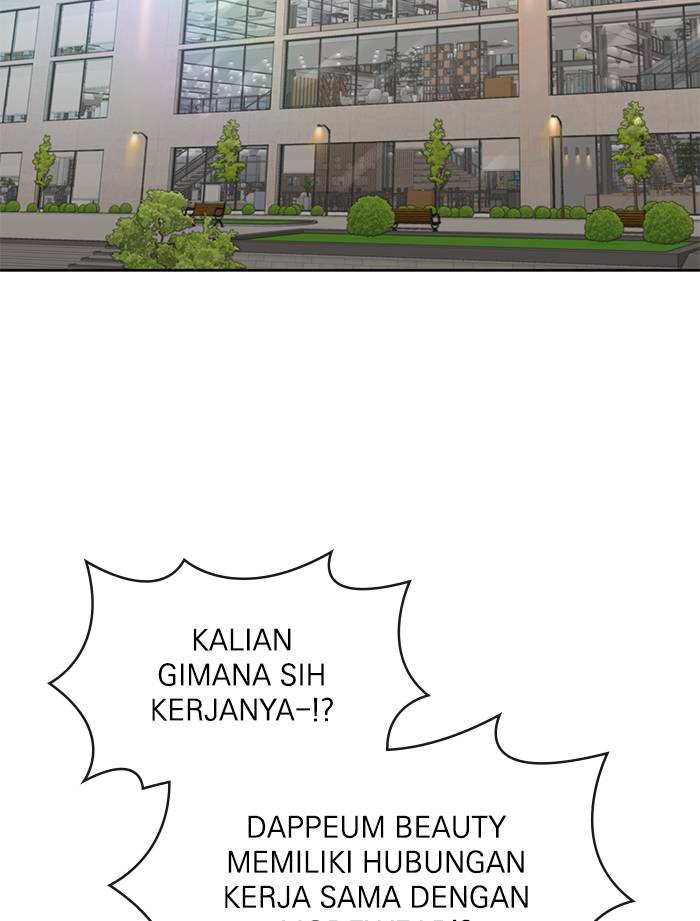 KALIAN
GIMANA SIH
KERJANYA-!?
DAPPEUM BEAUTY
MEMILIKI HUBUNGAN
KERJA SAMA DENGAN